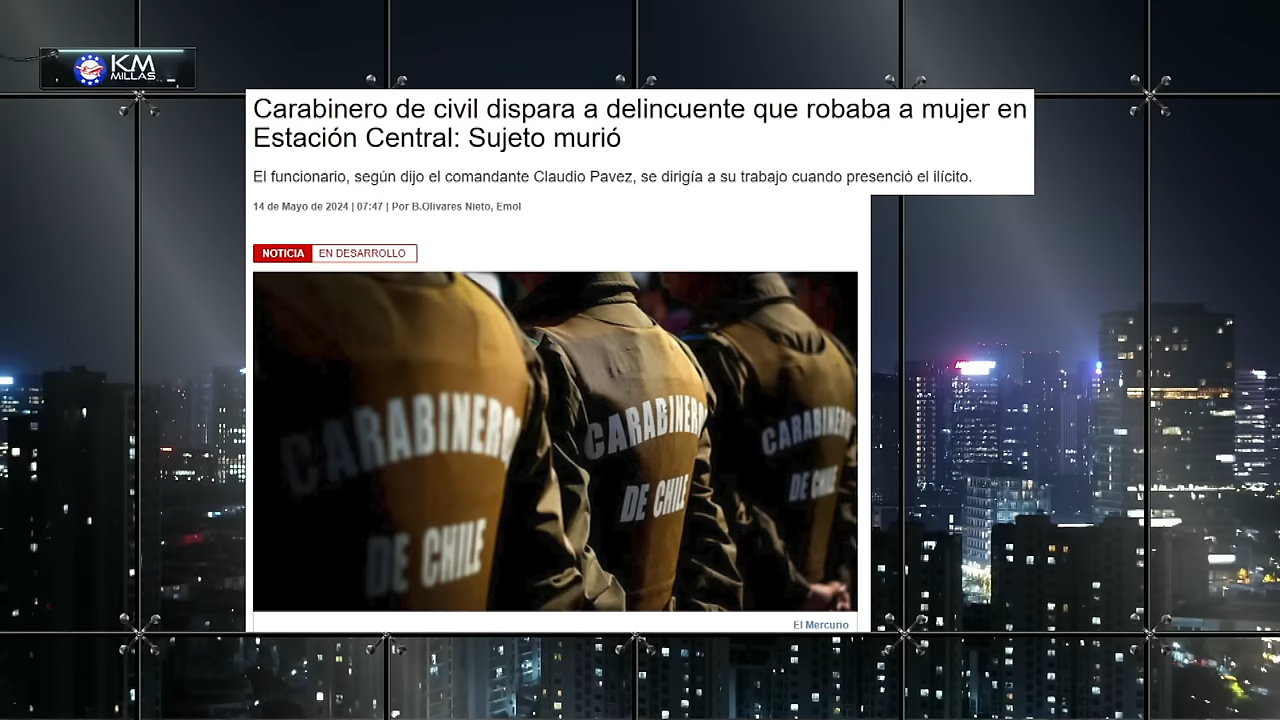 KM
MILLAS
Carabinero de civil dispara a delincuente que robaba a mujer en
Estación Central: Sujeto murió
El funcionario, según dijo el comandante Claudio Pavez, se dirigía a su trabajo cuando presenció el ilícito.
14 de Mayo de 2024 | 07:47 | Por B.Olivares Nieto, Emol
NOTICIA EN DESARROLLO
CARABINEROS
DE CHILE
CARABINERO
DE CHILE
CARABINEROS
DE CHILE
El Mercurio